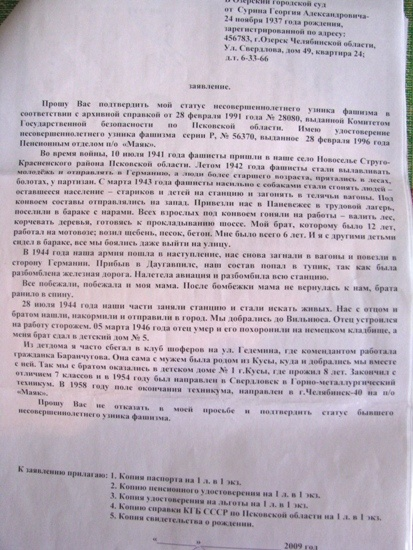 В Озерский городской суд
от Сурина Георгия Александровича-
24 ноября 1937 года рождения,
зарегистрированной по адресу:
456783, г.Озерск Челябинской области,
Ул. Свердлова, дом 49, квартира 24;
д.т. 6-33-66
заявление.
Прошу Вас подтвердить мой статус несовершеннолетнего узника фашизма в
соответствии с архивной справкой от 28 февраля 1991 года № 28080, выданной Комитетом
Государственной безопасности по Псковской области. Имею удостоверение
несовершеннолетнего узника фашизма серии Р, № 56370, выданное 28 февраля 1996 года
Пенсионным отделом п/о «Маяк».
Во время войны, 10 июля 1941 года фашисты пришли в наше село Новоселье Струго-
Красненского района Псковской области. Летом 1942 года фашисты стали вылавливать
молодёжь и отправлять в Германию, а люди более старшего возраста, прятались в лесах,
болотах, у партизан. С марта 1943 года фашисты насильно с собаками стали сгонять людей –
оставшееся население – стариков и детей на станцию и загонять в телячьи вагоны. Под
конвоем составы отправлялись на запад. Привезли нас в Паневежес в трудовой лагерь,
поселили в бараке с нарами. Всех взрослых под конвоем гоняли на работы – валить лес,
корчевать деревья, готовясь к прокладыванию шоссе. Мой брат, которому было 12 лет,
работал на мотовозе; возил щебень, песок, бетон. Мне было всего 6 лет. И я с другими детьми
сидел в бараке, все мы боялись даже выйти на улицу.
В 1944 года наша армия пошла в наступление, нас снова загнали в вагоны и повезли в
сторону Германии. Прибыли в Даугавпилс, наш состав попал в тупик, так как была
разбомблена железная дорога. Налетела авиация и разбомбила всю станцию.
Все побежали, побежала и моя мама. После бомбежки мама не вернулась к нам, брата
ранило в спину.
28 июля 1944 года наши части заняли станцию и стали искать живых. Нас с отцом и
братом нашли, накормили и отправили в город. Мы добрались до Вильнюса. Отец устроился
на работу сторожем. 05 марта 1946 года отец умер и его похоронили на немецком кладбище, а
меня брат сдал в детский дом № 5.
Из детдома я часто сбегал в клуб шоферов на ул. Гедемина, где комендантом работала
гражданка Баранчугова. Она сама с мужем была родом из Кусы, куда и добрались мы вместе
с ней. Так мы с братом оказались в детском доме № 1 г.Кусы, где прожил 8 лет. Закончил с
отличием 7 классов и в 1954 году был направлен в Свердловск в Горно-металлургический
техникум. В 1958 году после окончания техникума, направлен в г.Челябинск-40 на п/о
«Маяк».
Прошу Вас не отказать в моей просьбе и подтвердить статус бывшего
несовершеннолетнего узника фашизма.
К заявлению прилагаю: 1. Копия паспорта на 1 л. в 1 экз.
2. Копию пенсионного удостоверения на 1 л. в 1 экз.
3. Копия удостоверения на льготы на 1 л. в 1 экз.
4. Копию справки КГБ СССР по Псковской области на 1 л. в 1 экз.
5. Копия свидетельства о рождении.
«____»__________2009 год